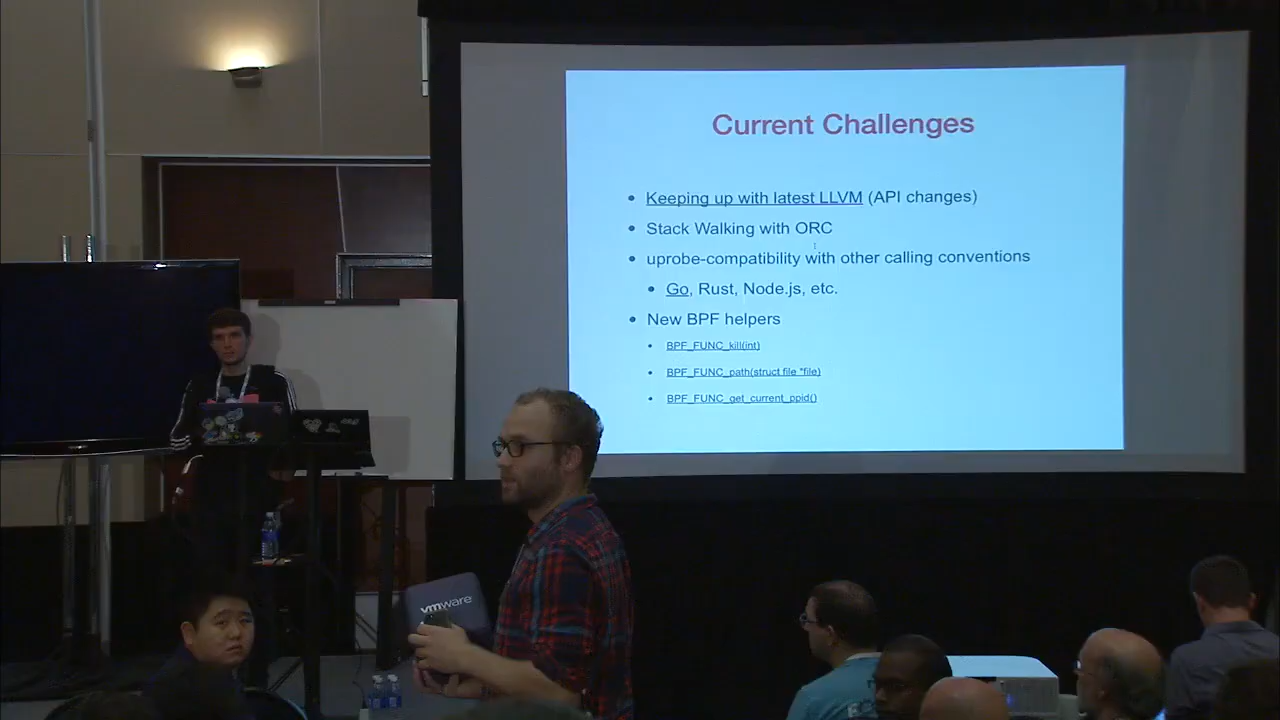 Current Challenges
Keeping up with latest LLVM (API changes)
Stack Walking with ORC
uprobe-compatibility with other calling conventions
Go, Rust, Node.js, etc.
New BPF helpers
BPF_FUNC_kill(int)
BPF_FUNC_path(struct file *file)
BPF_FUNC_get_current_ppid()
vmware